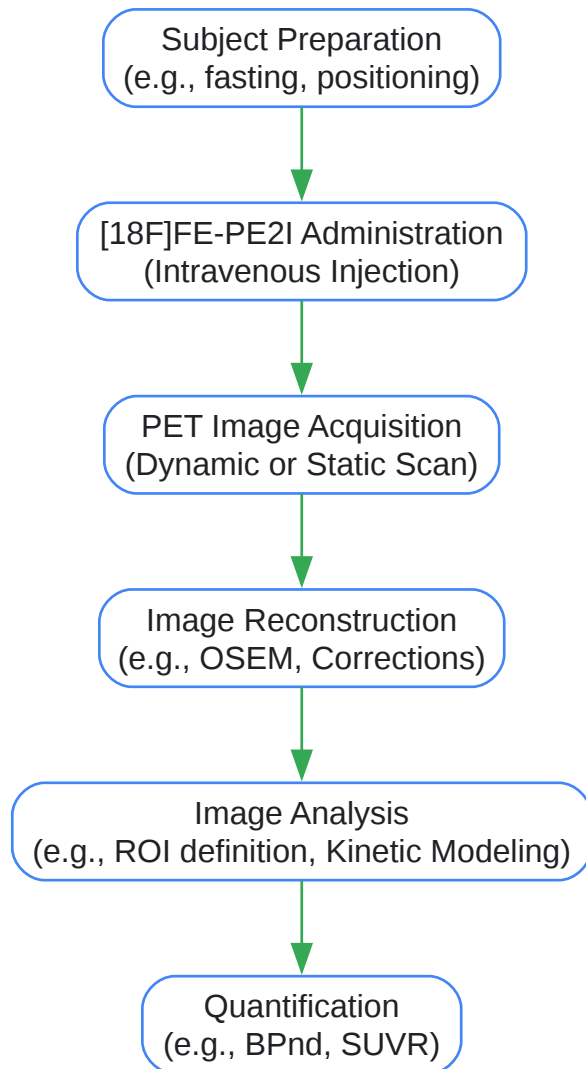 Subject Preparation
(e.g., fasting, positioning)
[18F]FE-PE2I Administration
(Intravenous Injection)
PET Image Acquisition
(Dynamic or Static Scan)
Image Reconstruction
(e.g., OSEM, Corrections)
Image Analysis
(e.g., ROI definition, Kinetic Modeling)
Quantification
(e.g., BPnd, SUVR)